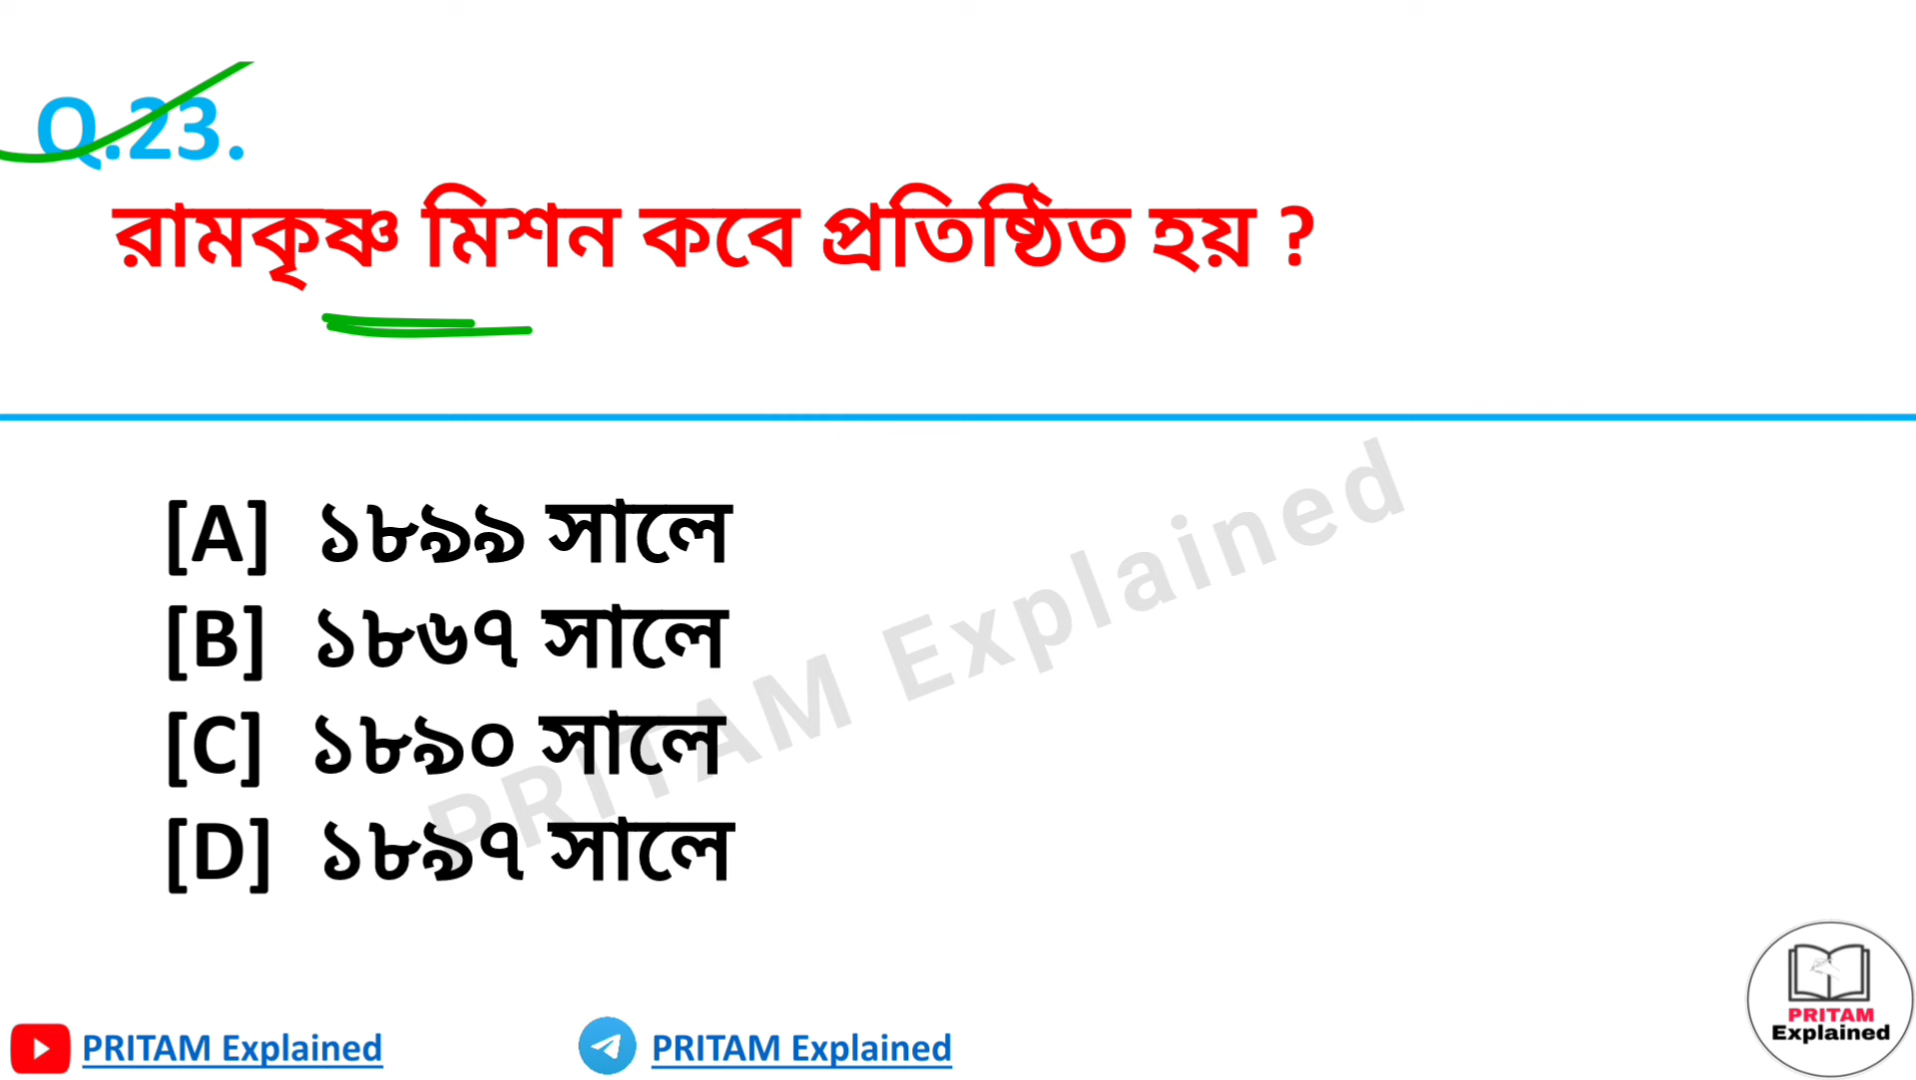 Q.23.
রামকৃষ্ণ মিশন কবে প্রতিষ্ঠিত হয় ?
[A] ১৮৯৯ সালে
[B] ১৮৬৭ সালে
[C] ১৮৯০ সালে
[D] ১৮৯৭ সালে
PRITAM Explained
PRITAM Explained
PRITAM Explained
PRITAM
Explained